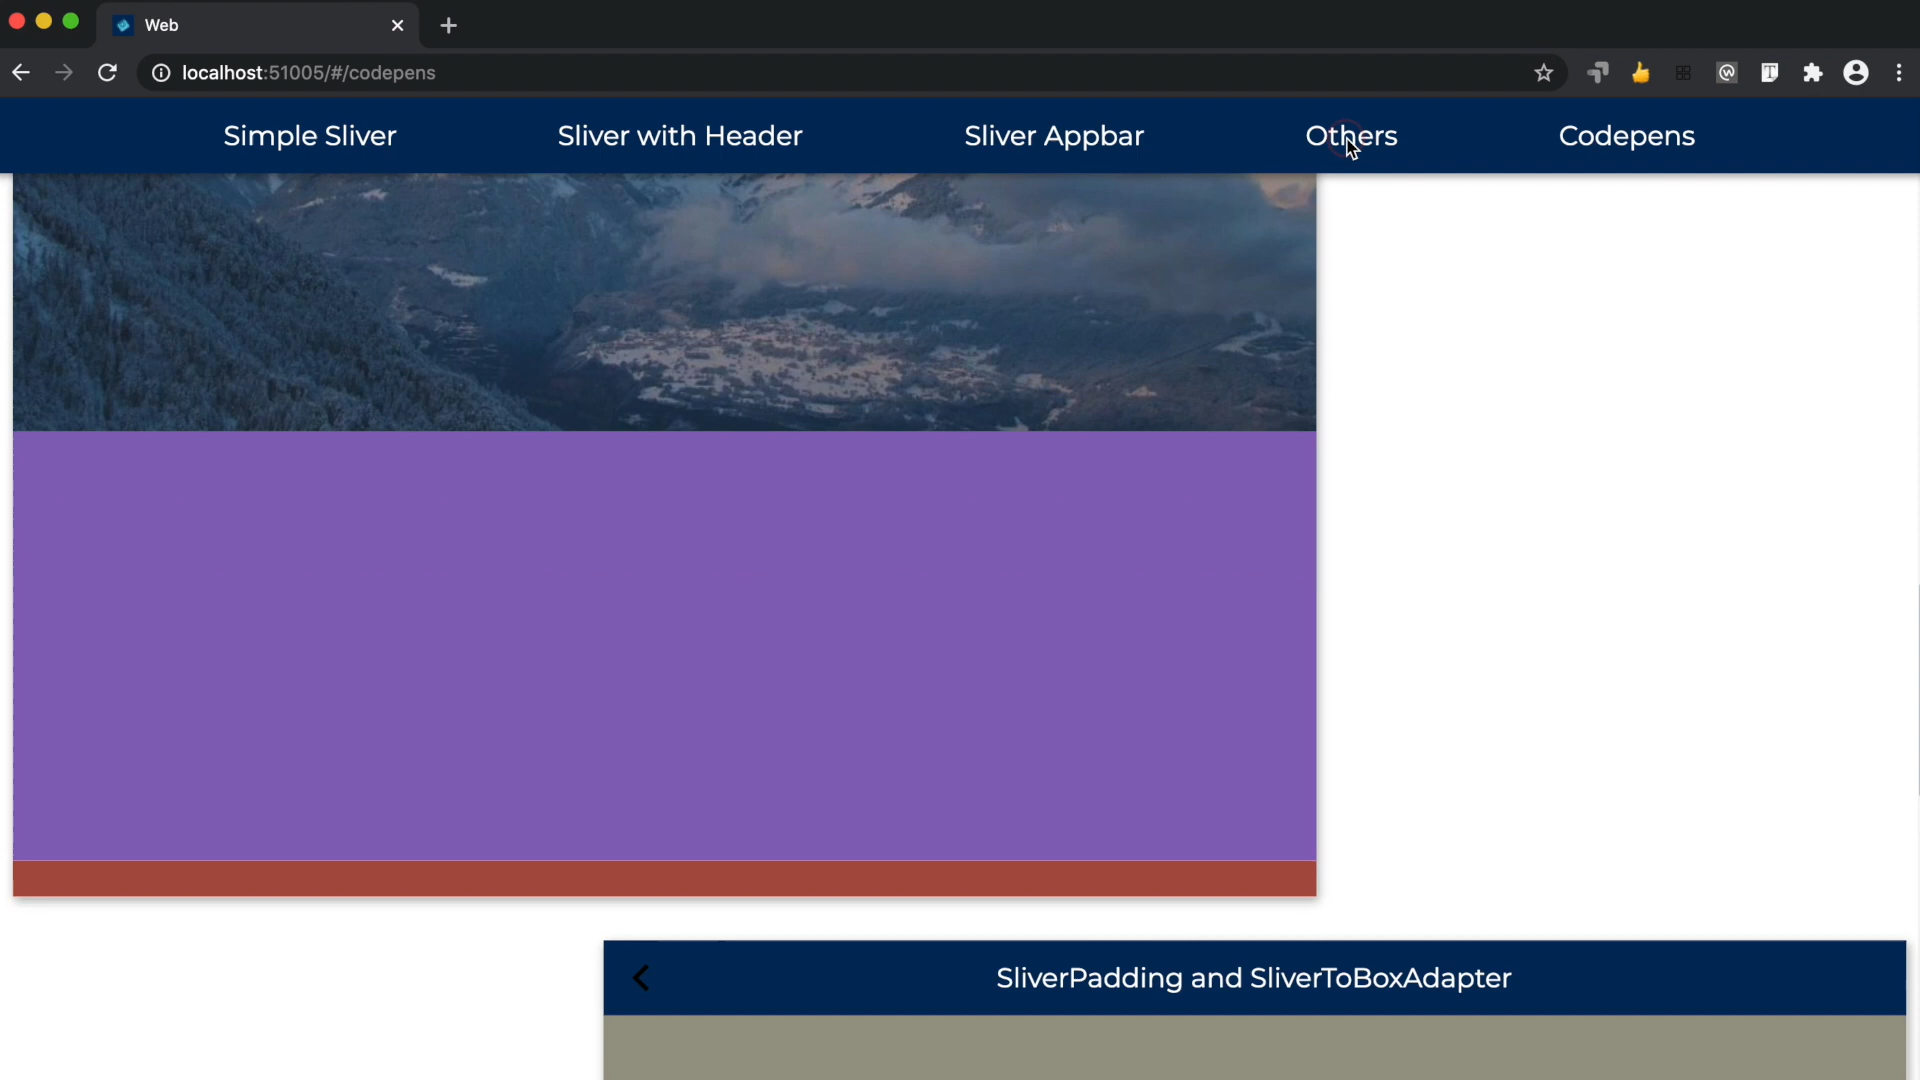 Web
localhost:51005/#/codepens
Simple Sliver Sliver with Header Sliver Appbar Others Codepens
SliverPadding and SliverToBoxAdapter